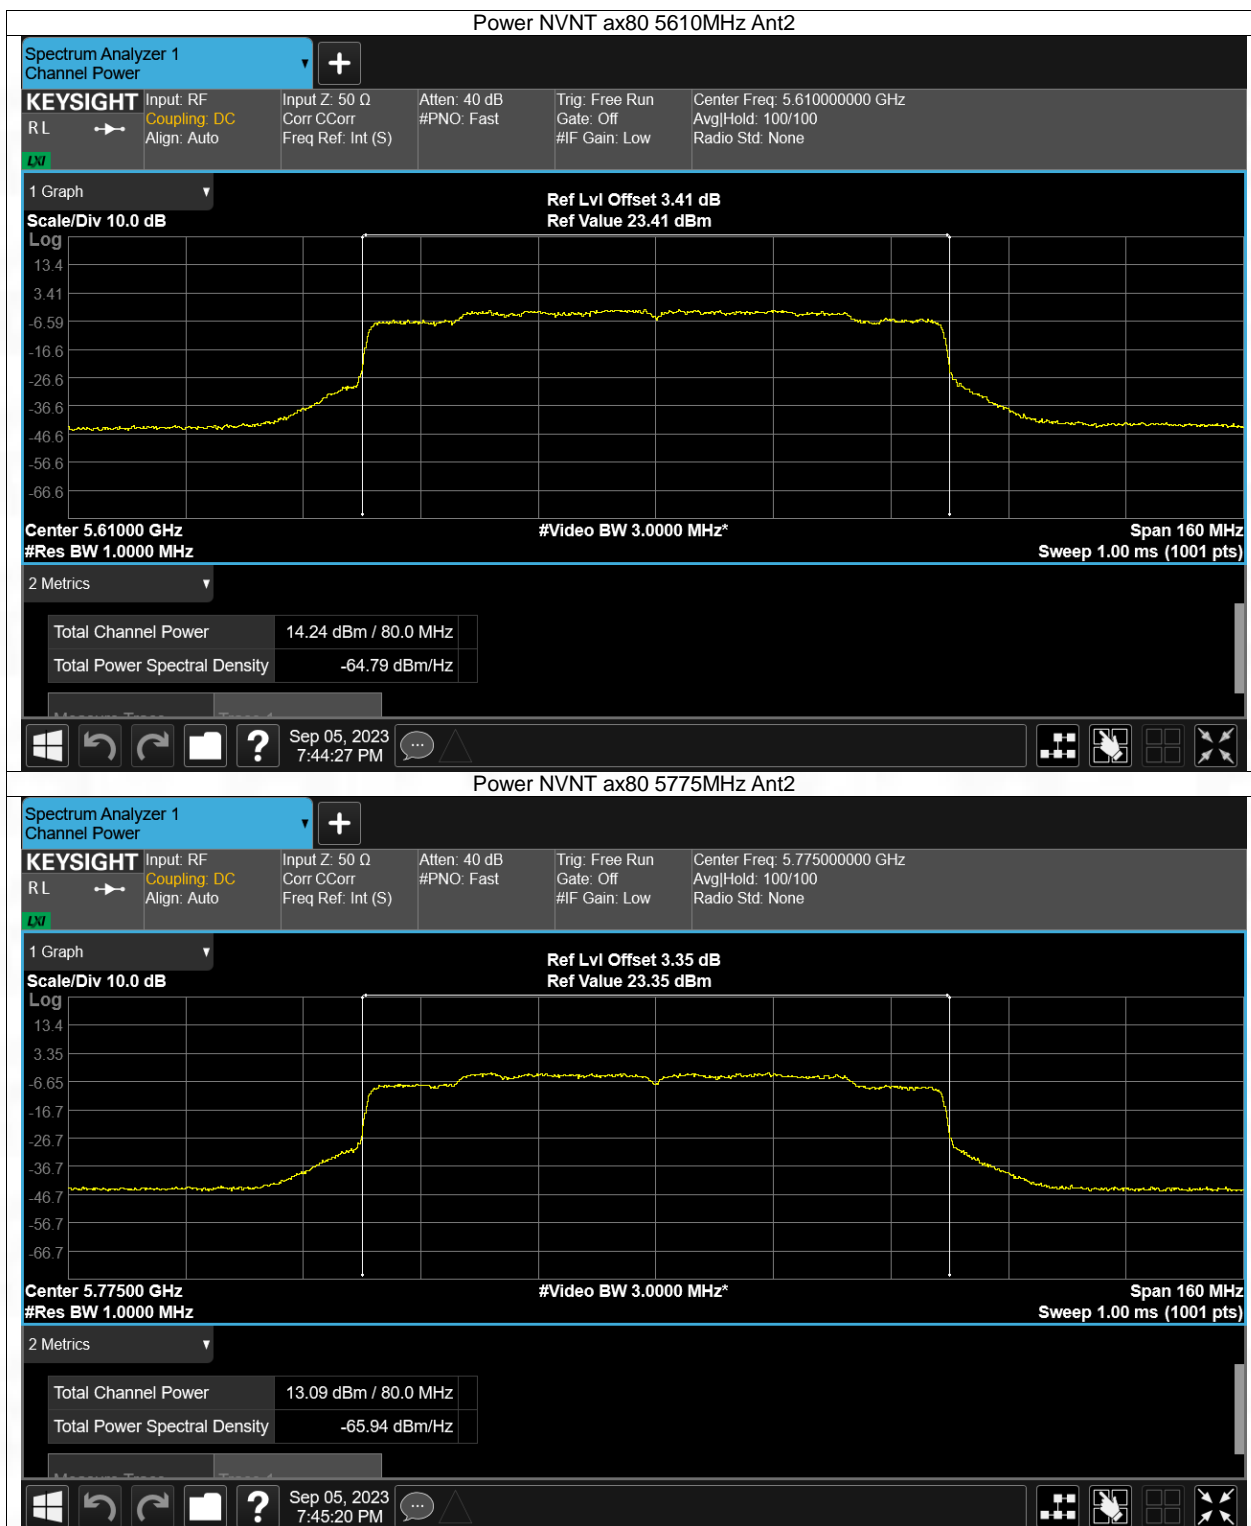 Power NVNT ax80 5610MHz Ant2
Spectrum Analyzer 1
Channel Power
KEYSIGHT
R L
LXI
Input: RF
Coupling: DC
Align: Auto
Input Z: 50 Ω
Corr CCorr
Freq Ref: Int (S)
Atten: 40 dB
#PNO: Fast
Trig: Free Run
Gate: Off
#IF Gain: Low
Center Freq: 5.610000000 GHz
Avg|Hold: 100/100
Radio Std: None
1 Graph
Ref Lvl Offset 3.41 dB
Scale/Div 10.0 dB
Ref Value 23.41 dBm
Log
13.4
3.41
-6.59
-16.6
-26.6
-36.6
-46.6
-56.6
-66.6
Center 5.61000 GHz
#Video BW 3.0000 MHz*
Span 160 MHz
#Res BW 1.0000 MHz
Sweep 1.00 ms (1001 pts)
2 Metrics
Total Channel Power 14.24 dBm / 80.0 MHz
Total Power Spectral Density -64.79 dBm/Hz
?
Sep 05, 2023
7:44:27 PM
Power NVNT ax80 5775MHz Ant2
Spectrum Analyzer 1
Channel Power
KEYSIGHT
R L
LXI
Input: RF
Coupling: DC
Align: Auto
Input Z: 50 Ω
Corr CCorr
Freq Ref: Int (S)
Atten: 40 dB
#PNO: Fast
Trig: Free Run
Gate: Off
#IF Gain: Low
Center Freq: 5.775000000 GHz
Avg|Hold: 100/100
Radio Std: None
1 Graph
Ref Lvl Offset 3.35 dB
Scale/Div 10.0 dB
Ref Value 23.35 dBm
Log
13.4
3.35
-6.65
-16.7
-26.7
-36.7
-46.7
-56.7
-66.7
Center 5.77500 GHz
#Video BW 3.0000 MHz*
Span 160 MHz
#Res BW 1.0000 MHz
Sweep 1.00 ms (1001 pts)
2 Metrics
Total Channel Power 13.09 dBm / 80.0 MHz
Total Power Spectral Density -65.94 dBm/Hz
?
Sep 05, 2023
7:45:20 PM